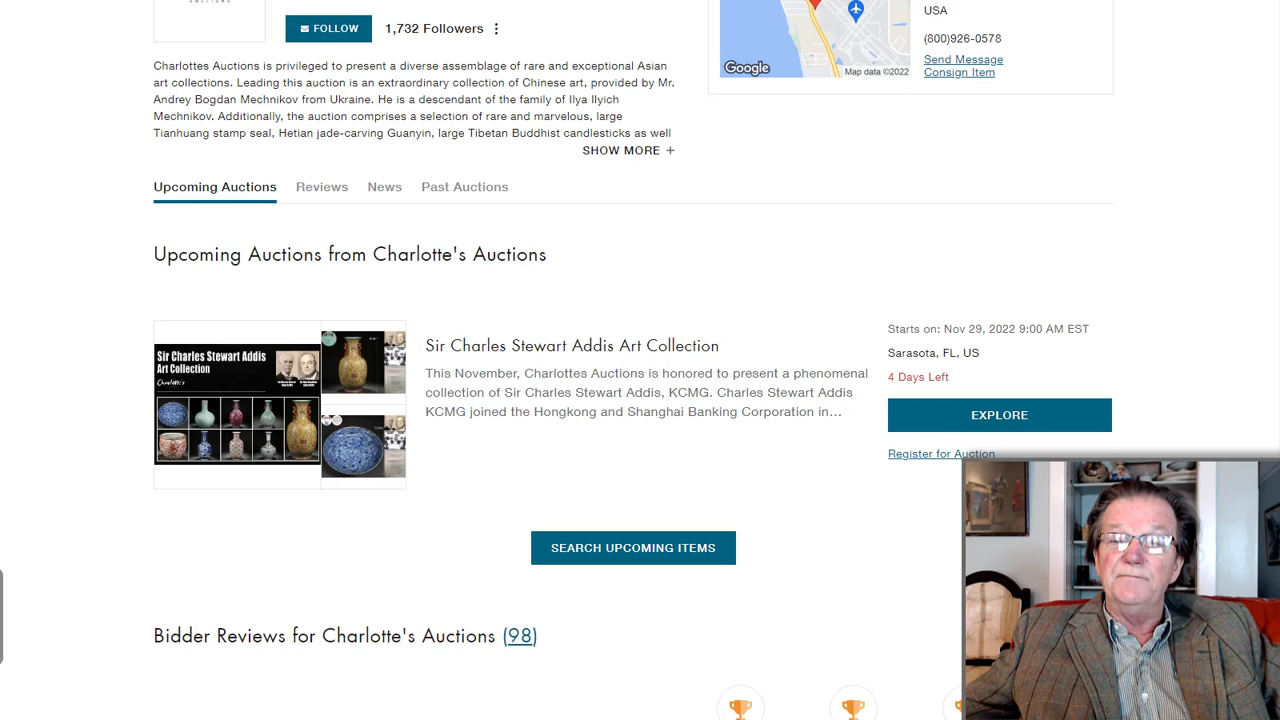 AUCTIONS
FOLLOW
1,732 Followers
Charlottes Auctions is privileged to present a diverse assemblage of rare and exceptional Asian
art collections. Leading this auction is an extraordinary collection of Chinese art, provided by Mr.
Andrey Bogdan Mechnikov from Ukraine. He is a descendant of the family of Ilya Ilyich
Mechnikov. Additionally, the auction comprises a selection of rare and marvelous, large
Tianhuang stamp seal, Hetian jade-carving Guanyin, large Tibetan Buddhist candlesticks as well
SHOW MORE +
Google
Map data ©2022
USA
(800)926-0578
Send Message
Consign Item
Upcoming Auctions
Reviews
News
Past Auctions
Upcoming Auctions from Charlotte's Auctions
Sir Charles Stewart Addis
Art Collection
Charlotte's
Sir Charles Stewart Addis Art Collection
This November, Charlottes Auctions is honored to present a phenomenal
collection of Sir Charles Stewart Addis, KCMG. Charles Stewart Addis
KCMG joined the Hongkong and Shanghai Banking Corporation in...
Starts on: Nov 29, 2022 9:00 AM EST
Sarasota, FL, US
4 Days Left
EXPLORE
Register for Auction
SEARCH UPCOMING ITEMS
Bidder Reviews for Charlotte's Auctions (98)